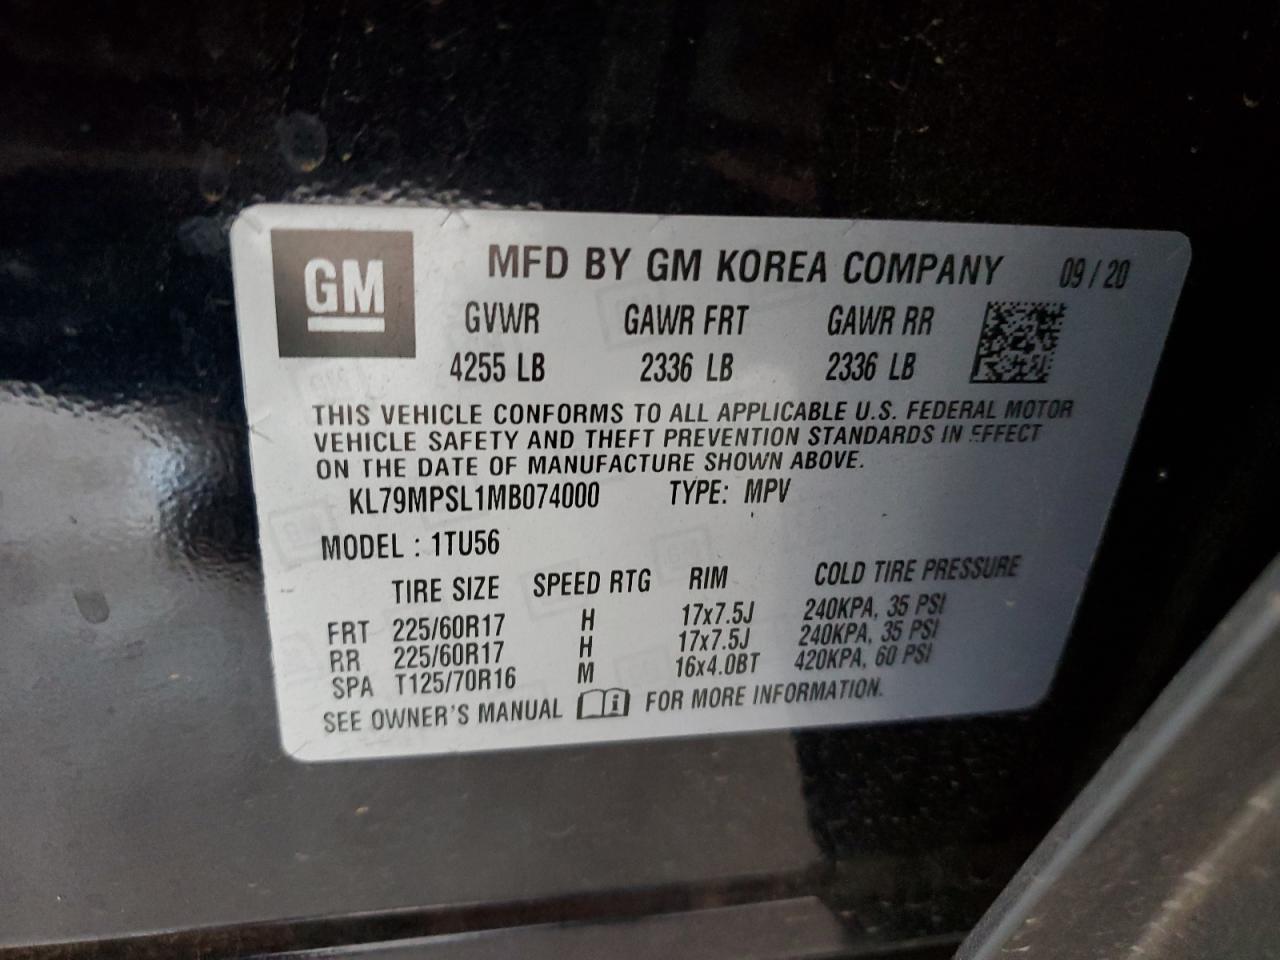 GM
MFD BY GM KOREA COMPANY 09/20
GVWR GAWR FRT GAWR RR
4255 LB 2336 LB 2336 LB
THIS VEHICLE CONFORMS TO ALL APPLICABLE U.S. FEDERAL MOTOR
VEHICLE SAFETY AND THEFT PREVENTION STANDARDS IN EFFECT
ON THE DATE OF MANUFACTURE SHOWN ABOVE.
KL79MPSL1MB074000 TYPE: MPV
MODEL : 1TU56
TIRE SIZE SPEED RTG RIM COLD TIRE PRESSURE
FRT 225/60R17 H 17x7.5J 240KPA, 35 PSI
RR 225/60R17 H 17x7.5J 240KPA, 35 PSI
SPA T125/70R16 M 16x4.0BT 420KPA, 60 PSI
SEE OWNER'S MANUAL i FOR MORE INFORMATION.